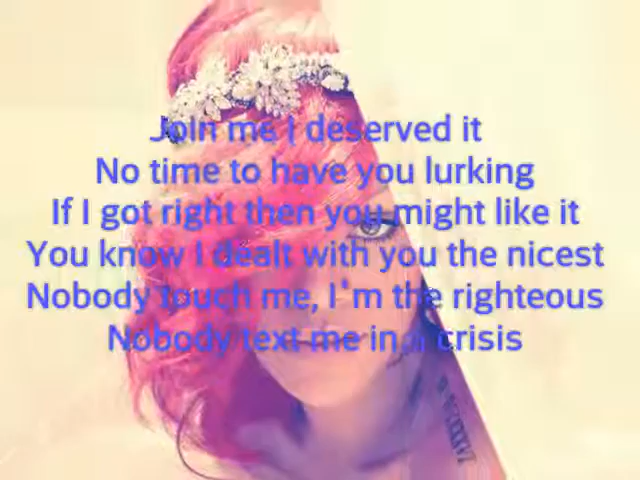 Join me I deserved it
No time to have you lurking
If I got right then you might like it
You know I dealt with you the nicest
Nobody touch me, I'm the righteous
Nobody text me in a crisis